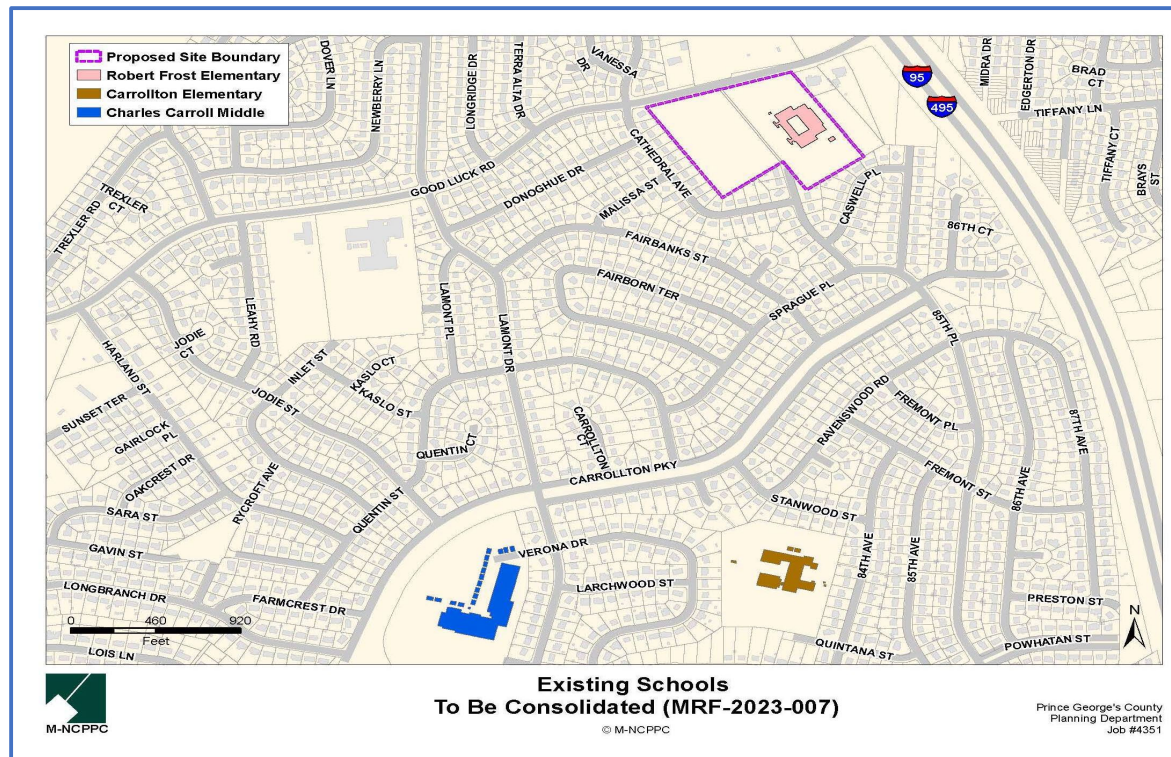 Proposed Site Boundary
Robert Frost Elementary
Carrollton Elementary
Charles Carroll Middle
DOVER LN
NEWBERRY LN
LONGRIDGE DR
TERRA ALTA DR
VANESSA
DR
95
495
MIDRA DR
EDGERTON DR
BRAD
CT
TIFFANY LN
TIFFANY CT
BRAYS
ST
TREXLER
CT
TREXLER RD
GOOD LUCK RD
DONOGHUE DR
CATHEDRAL AVE
MALISSA ST
CASWELL PL
86TH CT
FAIRBANKS ST
FAIRBORN TER
SPRAGUE PL
85TH PL
LEAHY RD
LAMONT PL
LAMONT DR
JODIE
CT
HARLAND ST
INLET ST
KASLO CT
KASLO ST
JODIE ST
SUNSET TER
GAIRLOCK
PL
OAKCREST DR
RYCROFT AVE
QUENTIN CT
QUENTIN ST
CARROLLTON
CT
CARROLLTON PKY
RAVENSWOOD RD
FREMONT PL
FREMONT ST
87TH AVE
86TH AVE
SARA ST
GAVIN ST
LONGBRANCH DR
FARMCREST DR
VERONA DR
LARCHWOOD ST
STANWOOD ST
84TH AVE
85TH AVE
PRESTON ST
POWHATAN ST
QUINTANA ST
LOIS LN
0 460 920
Feet
N
M-NCPPC
Existing Schools
To Be Consolidated (MRF-2023-007)
© M-NCPPC
Prince George's County
Planning Department
Job #4351